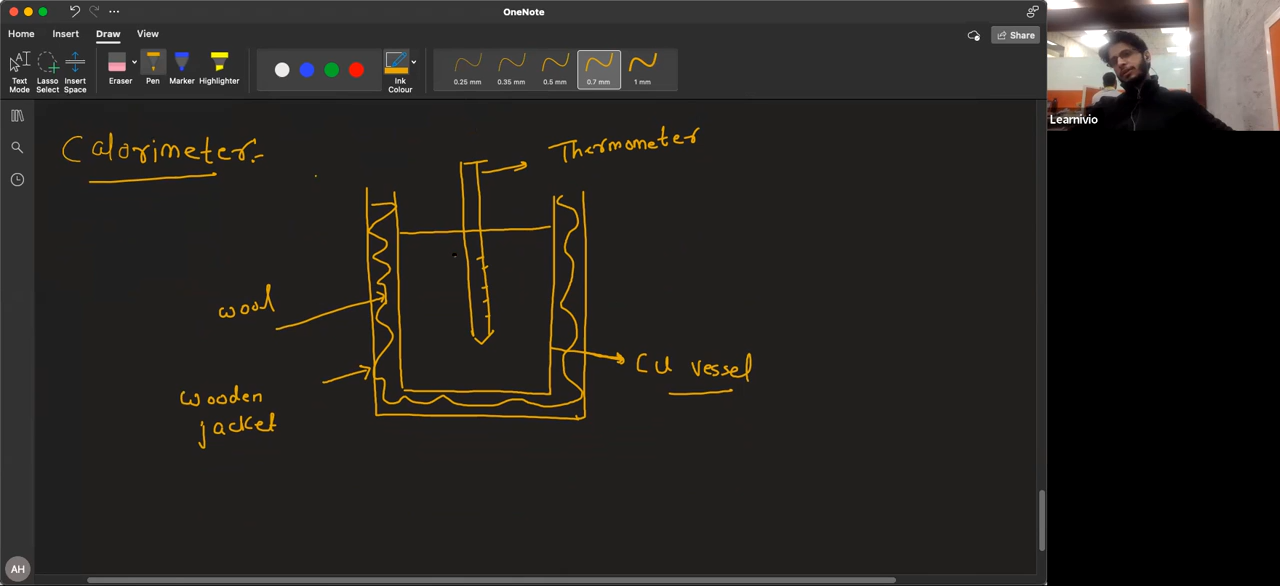 OneNote
Home Insert Draw View
Share
Text Mode
Lasso Select
Insert Space
Eraser
Pen
Marker
Highlighter
Ink Colour
0.25 mm
0.35 mm
0.5 mm
0.7 mm
1 mm
Learnivio
Calorimeter:-
Thermometer
wool
CU vessel
wooden
jacket
AH